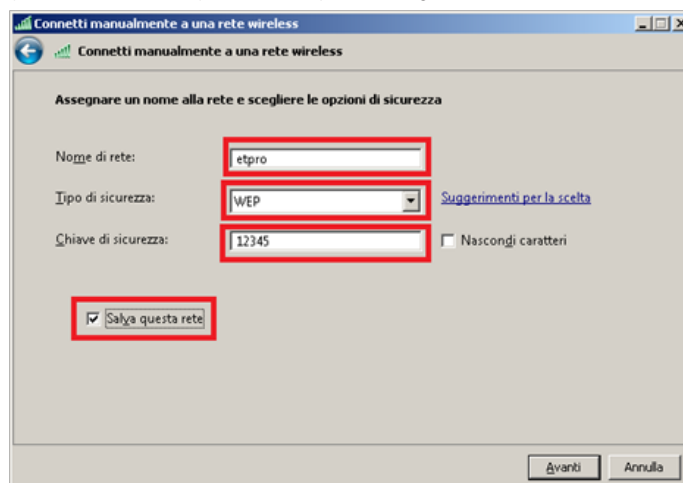 Connetti manualmente a una rete wireless
Connetti manualmente a una rete wireless
Assegnare un nome alla rete e scegliere le opzioni di sicurezza
Nome di rete: etpro
Tipo di sicurezza: WEP Suggerimenti per la scelta
Chiave di sicurezza: 12345 Nascondi caratteri
Salva questa rete
Avanti Annulla